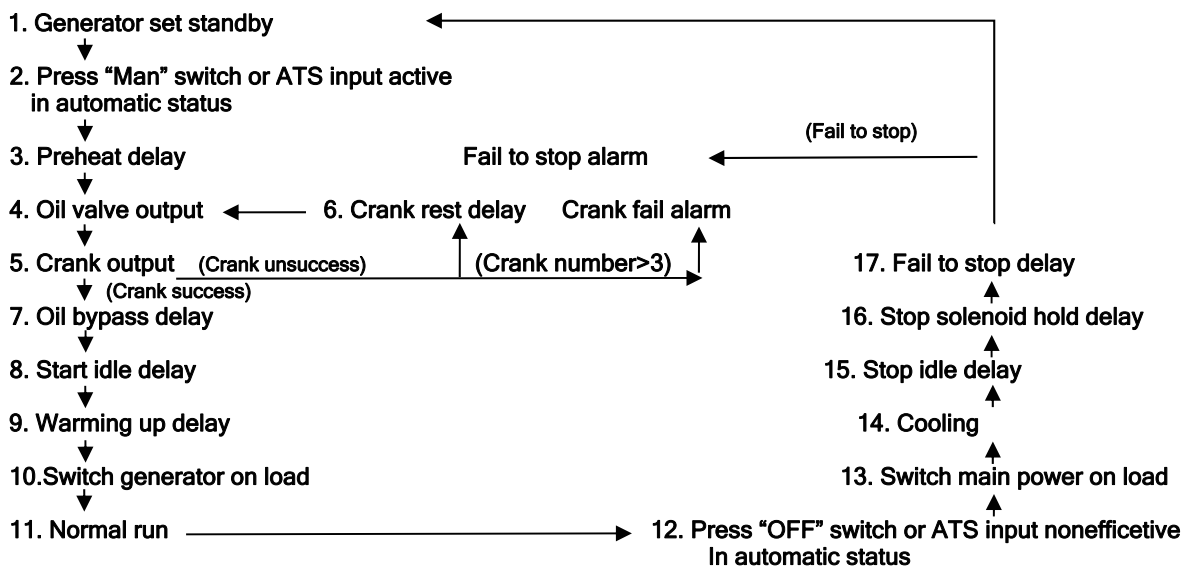 1. Generator set standby
2. Press “Man” switch or ATS input active
in automatic status
(Fail to stop)
3. Preheat delay
Fail to stop alarm
4. Oil valve output
6. Crank rest delay
Crank fail alarm
5. Crank output
(Crank unsuccess)
(Crank number>3)
17. Fail to stop delay
(Crank success)
7. Oil bypass delay
16. Stop solenoid hold delay
8. Start idle delay
15. Stop idle delay
9. Warming up delay
14. Cooling
10.Switch generator on load
13. Switch main power on load
11. Normal run
12. Press “OFF” switch or ATS input nonefficetive
In automatic status